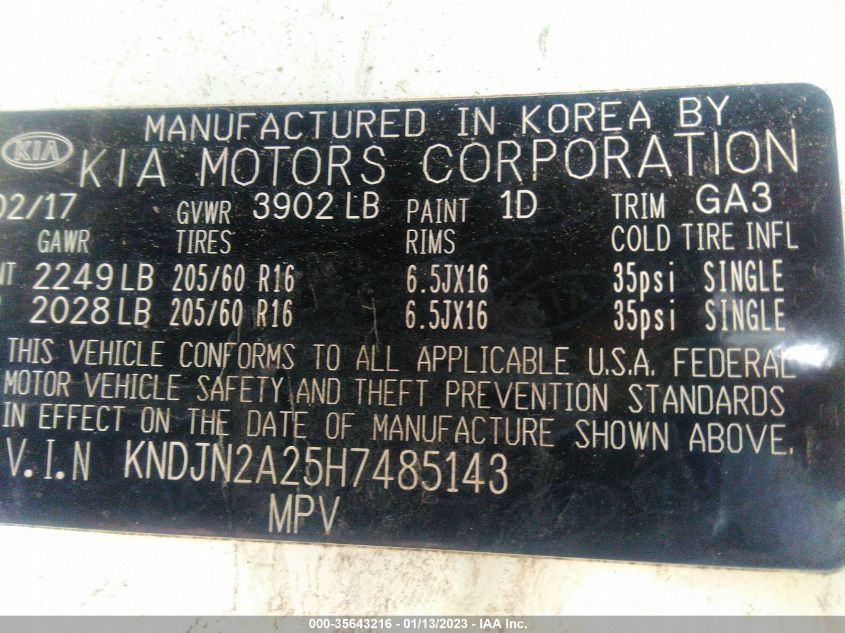 MANUFACTURED IN KOREA BY
KIA KIA MOTORS CORPORATION
02/17 GVWR 3902 LB PAINT 1D TRIM GA3
GAWR TIRES RIMS COLD TIRE INFL
NT 2249 LB 205/60 R16 6.5JX16 35psi SINGLE
2028 LB 205/60 R16 6.5JX16 35psi SINGLE
THIS VEHICLE CONFORMS TO ALL APPLICABLE U.S.A. FEDERAL
MOTOR VEHICLE SAFETY AND THEFT PREVENTION STANDARDS
IN EFFECT ON THE DATE OF MANUFACTURE SHOWN ABOVE.
V.I.N KNDJN2A25H7485143
MPV
000-35643216 - 01/13/2023 - IAA Inc.